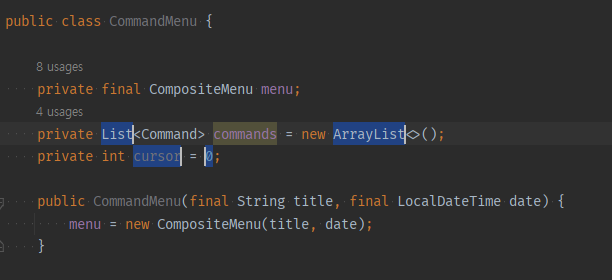 public class CommandMenu {
8 usages
private final CompositeMenu menu;
4 usages
private List<Command> commands = new ArrayList<>();
private int cursor = 0;
public CommandMenu(final String title, final LocalDateTime date) {
menu = new CompositeMenu(title, date);
}